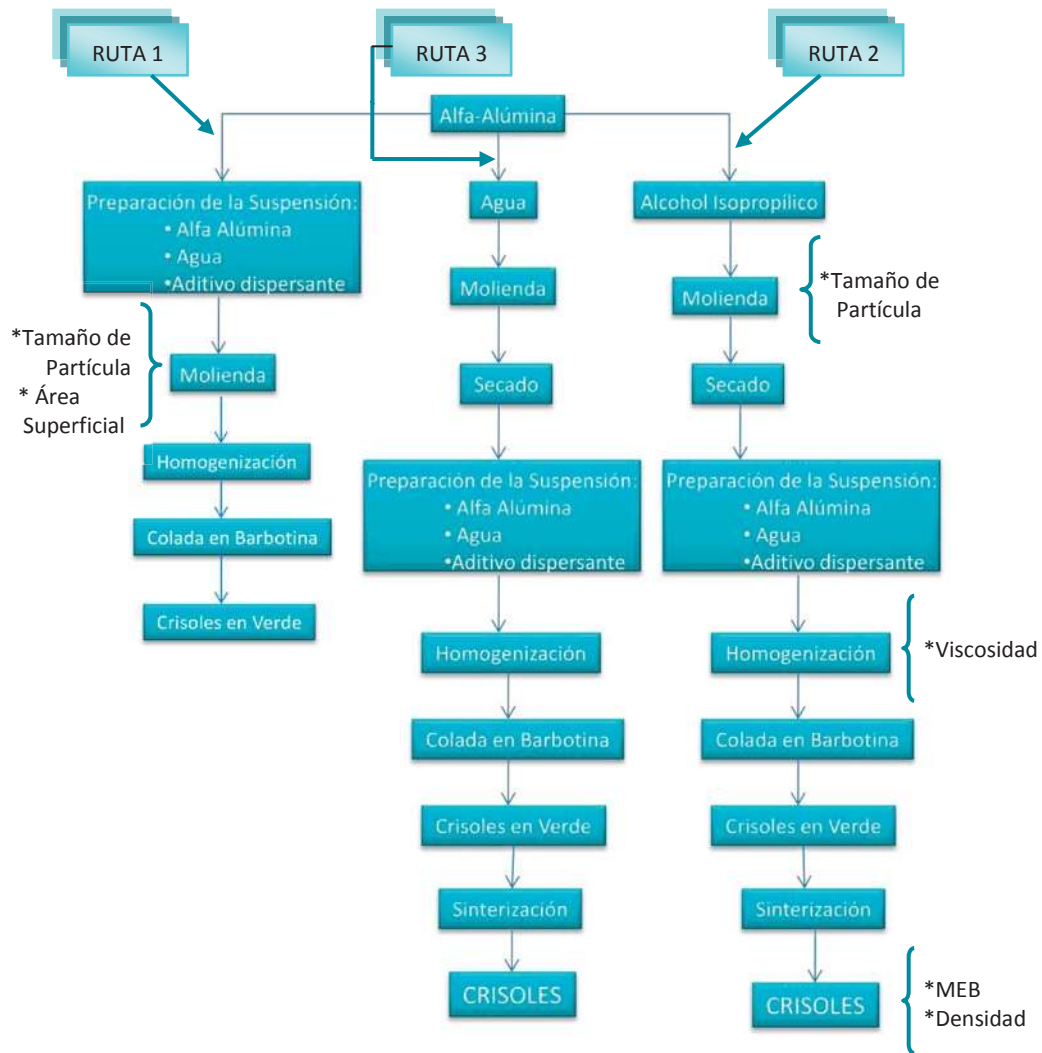 RUTA 1
RUTA 3
RUTA 2
Alfa-Alúmina
Preparación de la Suspensión:
• Alfa Alúmina
• Agua
•Aditivo dispersante
*Tamaño de
Partícula
* Área
Superficial
Molienda
Homogenización
Colada en Barbotina
Crisoles en Verde
Agua
Molienda
Secado
Preparación de la Suspensión:
• Alfa Alúmina
• Agua
•Aditivo dispersante
Homogenización
Colada en Barbotina
Crisoles en Verde
Sinterización
CRISOLES
Alcohol Isopropílico
Molienda
*Tamaño de
Partícula
Secado
Preparación de la Suspensión:
• Alfa Alúmina
• Agua
•Aditivo dispersante
Homogenización
*Viscosidad
Colada en Barbotina
Crisoles en Verde
Sinterización
CRISOLES
*MEB
*Densidad